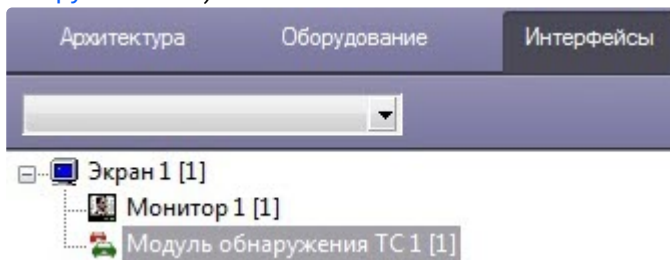 Архитектура Оборудование Интерфейсы
Экран 1 [1]
Монитор 1 [1]
Модуль обнаружения ТС 1 [1]